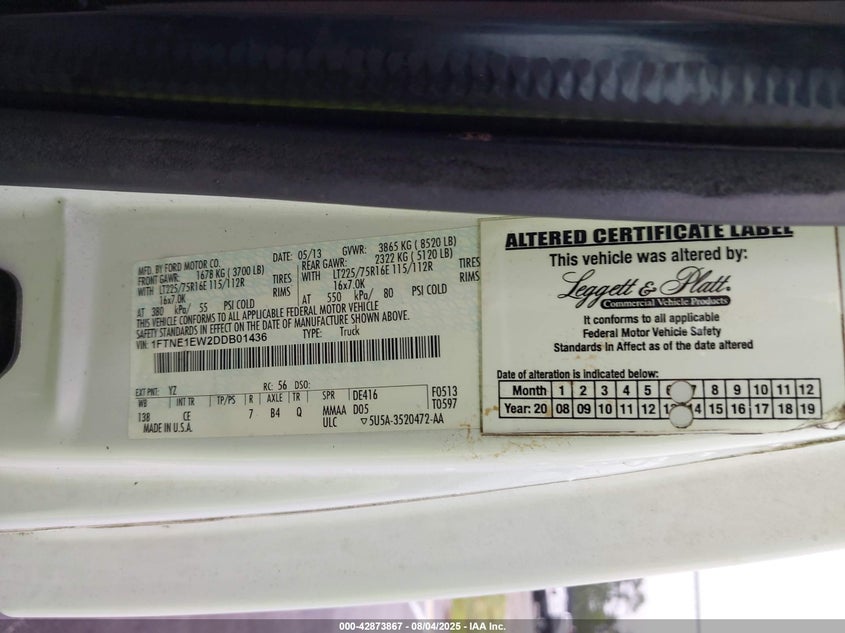 MFD. BY FORD MOTOR CO.
DATE: 05/13 GVWR: 3865 KG ( 8520 LB)
FRONT GAWR: 1678 KG ( 3700 LB)
REAR GAWR: 2322 KG ( 5120 LB)
WITH LT225/75R16E 115/112R TIRES
WITH LT225/75R16E 115/112R TIRES
16x7.0K RIMS
16x7.0K RIMS
AT 380 kPa/ 55 PSI COLD
AT 550 kPa/ 80 PSI COLD
THIS VEHICLE CONFORMS TO ALL APPLICABLE FEDERAL MOTOR VEHICLE
SAFETY STANDARDS IN EFFECT ON THE DATE OF MANUFACTURE SHOWN ABOVE.
VIN: 1FTNE1EW2DDB01436 TYPE: Truck
EXT PNT: YZ RC: 56 DSO:
WB INT TR TP/PS R AXLE TR SPR DE416 F0513
138 CE 7 B4 Q MMAA D05 T0597
MADE IN U.S.A. ULC ▽5U5A-3520472-AA
ALTERED CERTIFICATE LABEL
This vehicle was altered by:
Leggett & Platt.
Commercial Vehicle Products
It conforms to all applicable
Federal Motor Vehicle Safety
Standards In Affect as of the date altered
Date of alteration is indicated below:
Month 1 2 3 4 5 6 7 8 9 10 11 12
Year: 20 08 09 10 11 12 14 15 16 17 18 19
000-42873867 - 08/04/2025 - IAA Inc.